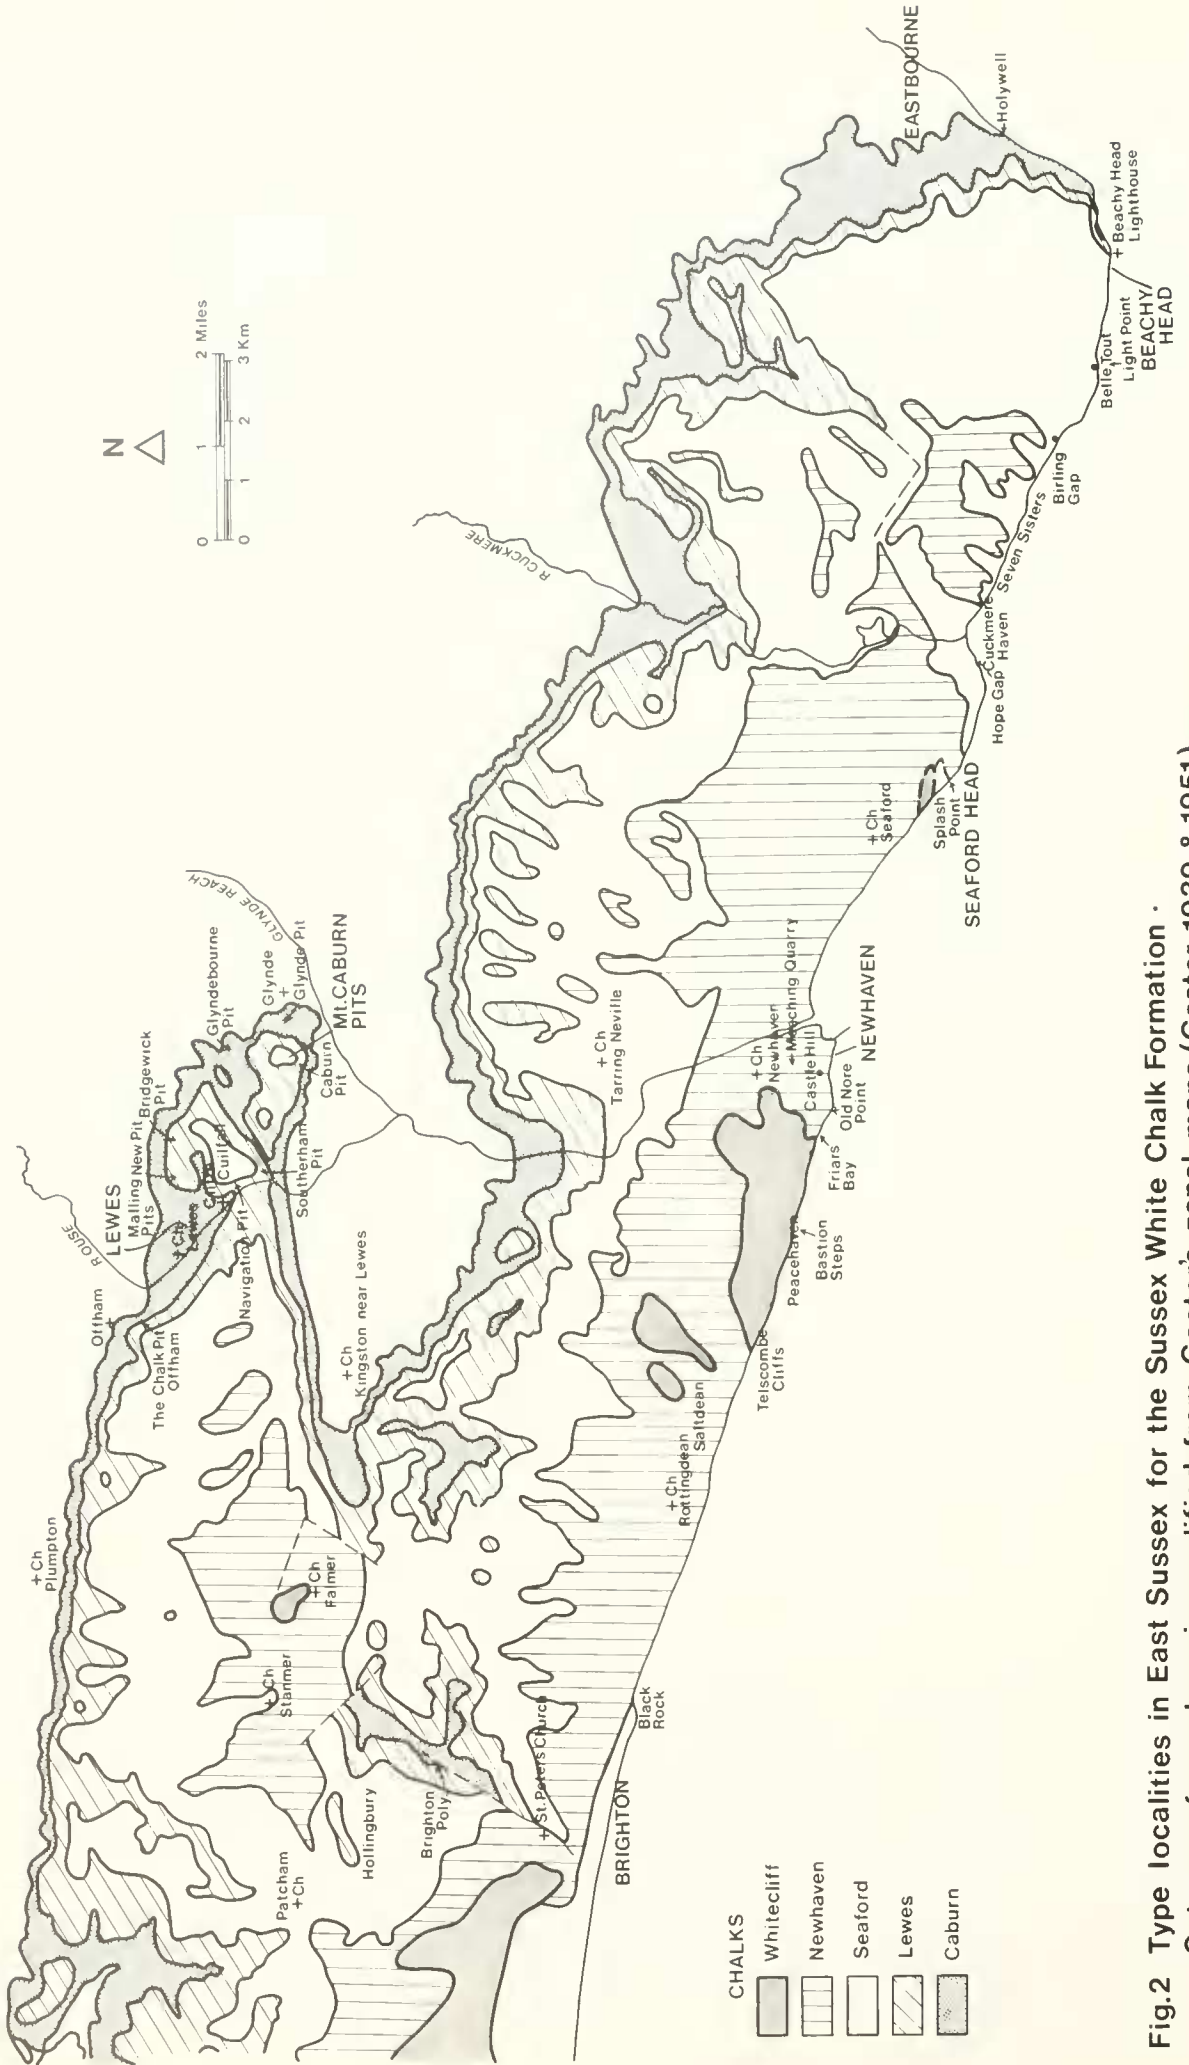 N
0 1 2 Miles
0 1 2 3 Km
R OUSE
LEWES
Malling New Pit
Pits
Bridgewick
Pit
Glyndebourne
Pit
Glynde
Glynde Pit
GLYNDE REACH
Mt.CABURN
PITS
Caburn
Pit
Southerham
Pit
Cuilfail
Cliffe
+Ch
Lewes
Navigation Pit
Offham
The Chalk Pit
Offham
+Ch
Plumpton
+Ch
Kingston near Lewes
+Ch
Falmer
+Ch
Stanmer
Patcham
+Ch
Hollingbury
Brighton
Poly
+St. Peters Church
BRIGHTON
Black
Rock
+Ch
Rottingdean
Saltdean
Telscombe
Cliffs
Peacehaven
Bastion
Steps
Friars
Bay
Old Nore
Point
Castle Hill
+Ch
Newhaven
Meeching Quarry
NEWHAVEN
+Ch
Tarring Neville
R CUCKMERE
+Ch
Seaford
Splash
Point
SEAFORD HEAD
Hope Gap
Cuckmere
Haven
Seven Sisters
Birling
Gap
Belle Tout
Light Point
BEACHY
HEAD
+ Beachy Head
Lighthouse
Holywell
EASTBOURNE
CHALKS
Whitecliff
Newhaven
Seaford
Lewes
Caburn
Fig.2 Type localities in East Sussex for the Sussex White Chalk Formation ·
Gaster's zonal maps (Gaster 1929 & 1951)